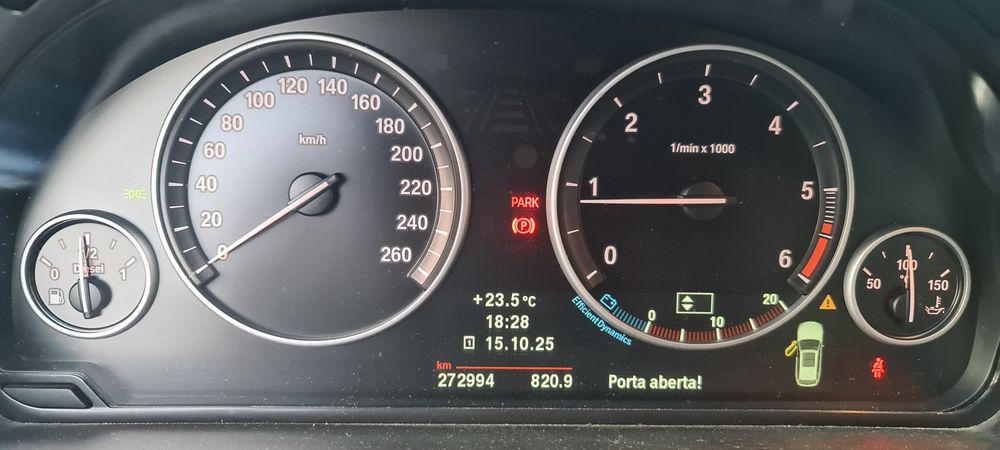 km/h
0
20
40
60
80
100
120
140
160
180
200
220
240
260
1/min x 1000
0
1
2
3
4
5
6
0 1/2 1
Diesel
PARK
(P)
50 100 150
°C
+23.5 °C
18:28
1 15.10.25
km
272994 820.9
EfficientDynamics
0 10 20
Porta aberta!